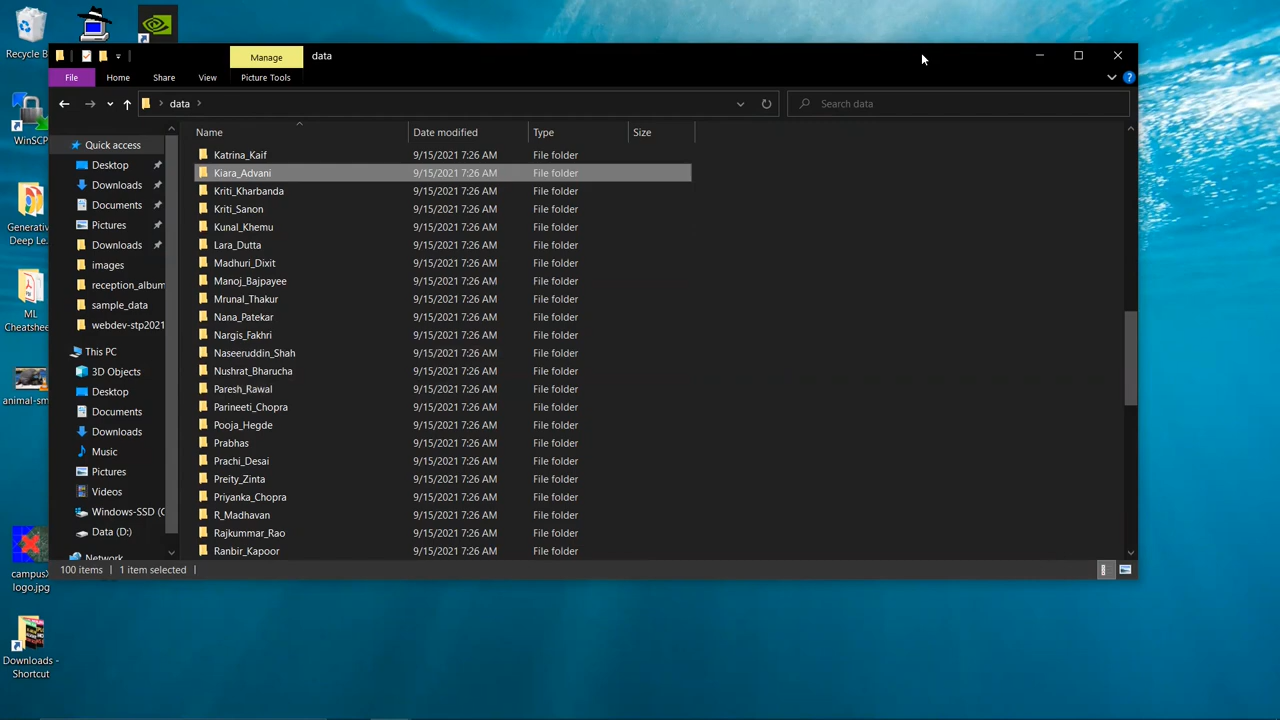 Recycle B
Manage
data
File
Home
Share
View
Picture Tools
data
Search data
WinSCP
Generativ
Deep Le...
ML
Cheatshee
animal-sm
campusX
logo.jpg
Downloads -
Shortcut
Quick access
Desktop
Downloads
Documents
Pictures
Downloads
images
reception_album
sample_data
webdev-stp2021
This PC
3D Objects
Desktop
Documents
Downloads
Music
Pictures
Videos
Windows-SSD (C
Data (D:)
Network
Name Date modified Type Size
Katrina_Kaif 9/15/2021 7:26 AM File folder
Kiara_Advani 9/15/2021 7:26 AM File folder
Kriti_Kharbanda 9/15/2021 7:26 AM File folder
Kriti_Sanon 9/15/2021 7:26 AM File folder
Kunal_Khemu 9/15/2021 7:26 AM File folder
Lara_Dutta 9/15/2021 7:26 AM File folder
Madhuri_Dixit 9/15/2021 7:26 AM File folder
Manoj_Bajpayee 9/15/2021 7:26 AM File folder
Mrunal_Thakur 9/15/2021 7:26 AM File folder
Nana_Patekar 9/15/2021 7:26 AM File folder
Nargis_Fakhri 9/15/2021 7:26 AM File folder
Naseeruddin_Shah 9/15/2021 7:26 AM File folder
Nushrat_Bharucha 9/15/2021 7:26 AM File folder
Paresh_Rawal 9/15/2021 7:26 AM File folder
Parineeti_Chopra 9/15/2021 7:26 AM File folder
Pooja_Hegde 9/15/2021 7:26 AM File folder
Prabhas 9/15/2021 7:26 AM File folder
Prachi_Desai 9/15/2021 7:26 AM File folder
Preity_Zinta 9/15/2021 7:26 AM File folder
Priyanka_Chopra 9/15/2021 7:26 AM File folder
R_Madhavan 9/15/2021 7:26 AM File folder
Rajkummar_Rao 9/15/2021 7:26 AM File folder
Ranbir_Kapoor 9/15/2021 7:26 AM File folder
100 items 1 item selected